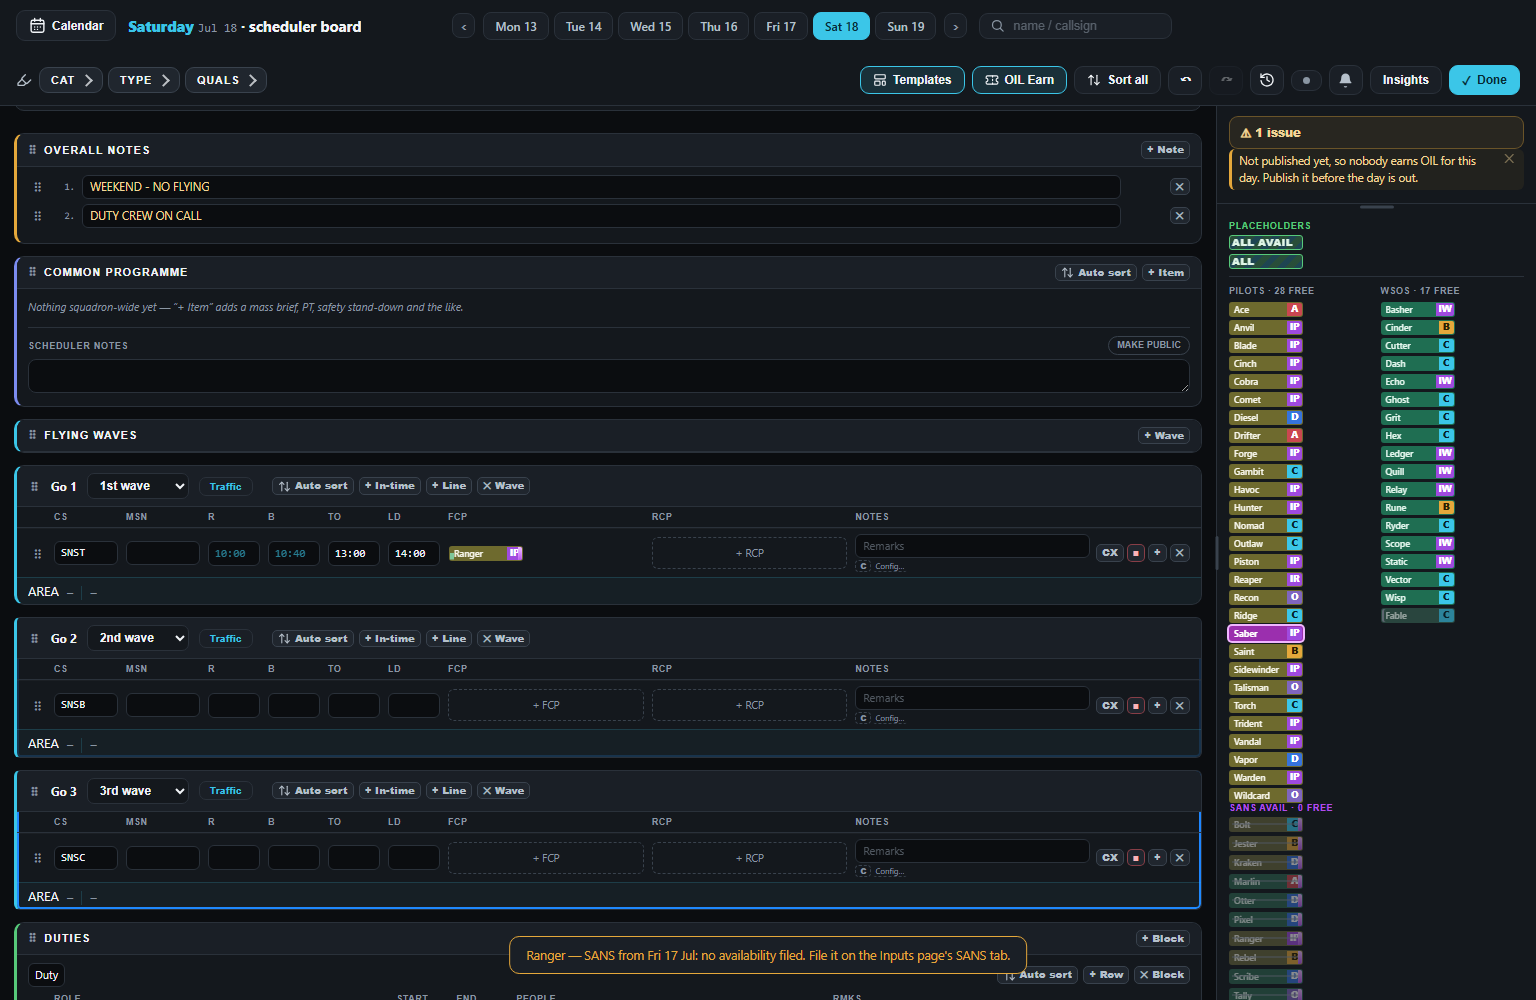 Calendar
Saturday Jul 18 · scheduler board
Mon 13
Tue 14
Wed 15
Thu 16
Fri 17
Sat 18
Sun 19
name / callsign
CAT
TYPE
QUALS
Templates
OIL Earn
Sort all
Insights
✓ Done
OVERALL NOTES
+ Note
1. WEEKEND - NO FLYING
2. DUTY CREW ON CALL
COMMON PROGRAMME
Auto sort
+ Item
Nothing squadron-wide yet — "+ Item" adds a mass brief, PT, safety stand-down and the like.
SCHEDULER NOTES
MAKE PUBLIC
FLYING WAVES
+ Wave
Go 1 1st wave Traffic Auto sort + In-time + Line X Wave
CS MSN R B TO LD FCP RCP NOTES
SNST 10:00 10:40 13:00 14:00 Ranger IP + RCP Remarks CX + X
C Config...
AREA – –
Go 2 2nd wave Traffic Auto sort + In-time + Line X Wave
CS MSN R B TO LD FCP RCP NOTES
SNSB + FCP + RCP Remarks CX + X
C Config...
AREA – –
Go 3 3rd wave Traffic Auto sort + In-time + Line X Wave
CS MSN R B TO LD FCP RCP NOTES
SNSC + FCP + RCP Remarks CX + X
C Config...
AREA – –
DUTIES
+ Block
Ranger — SANS from Fri 17 Jul: no availability filed. File it on the Inputs page's SANS tab.
Duty
Auto sort + Row X Block
ROLE START END PEOPLE RMKS
⚠ 1 issue
Not published yet, so nobody earns OIL for this
day. Publish it before the day is out.
PLACEHOLDERS
ALL AVAIL
ALL
PILOTS · 28 FREE
Ace A
Anvil IP
Blade IP
Cinch IP
Cobra IP
Comet IP
Diesel D
Drifter A
Forge IP
Gambit C
Havoc IP
Hunter IP
Nomad C
Outlaw C
Piston IP
Reaper IR
Recon O
Ridge C
Saber IP
Saint B
Sidewinder IP
Talisman O
Torch C
Trident IP
Vandal IP
Vapor D
Warden IP
Wildcard O
WSOS · 17 FREE
Basher IW
Cinder B
Cutter C
Dash C
Echo IW
Ghost C
Grit C
Hex C
Ledger IW
Quill IW
Relay IW
Rune B
Ryder C
Scope IW
Static IW
Vector C
Wisp C
Fable C
SANS AVAIL · 0 FREE
Bolt C
Jester B
Kraken D
Marlin A
Otter D
Pixel D
Ranger IP
Rebel B
Scribe D
Tally O